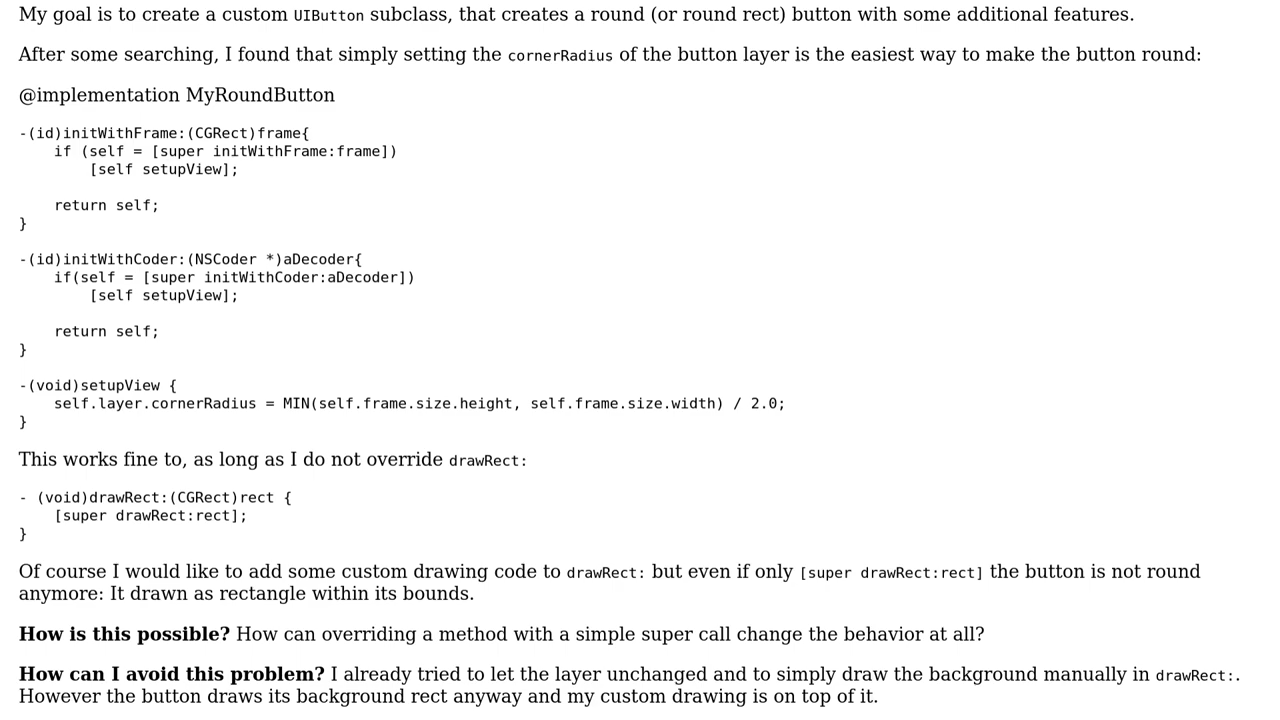 My goal is to create a custom UIButton subclass, that creates a round (or round rect) button with some additional features.
After some searching, I found that simply setting the cornerRadius of the button layer is the easiest way to make the button round:
@implementation MyRoundButton
-(id)initWithFrame:(CGRect)frame{
    if (self = [super initWithFrame:frame])
        [self setupView];
    return self;
}
-(id)initWithCoder:(NSCoder *)aDecoder{
    if(self = [super initWithCoder:aDecoder])
        [self setupView];
    return self;
}
-(void)setupView {
    self.layer.cornerRadius = MIN(self.frame.size.height, self.frame.size.width) / 2.0;
}
This works fine to, as long as I do not override drawRect:
- (void)drawRect:(CGRect)rect {
    [super drawRect:rect];
}
Of course I would like to add some custom drawing code to drawRect: but even if only [super drawRect:rect] the button is not round
anymore: It drawn as rectangle within its bounds.
How is this possible? How can overriding a method with a simple super call change the behavior at all?
How can I avoid this problem? I already tried to let the layer unchanged and to simply draw the background manually in drawRect:.
However the button draws its background rect anyway and my custom drawing is on top of it.